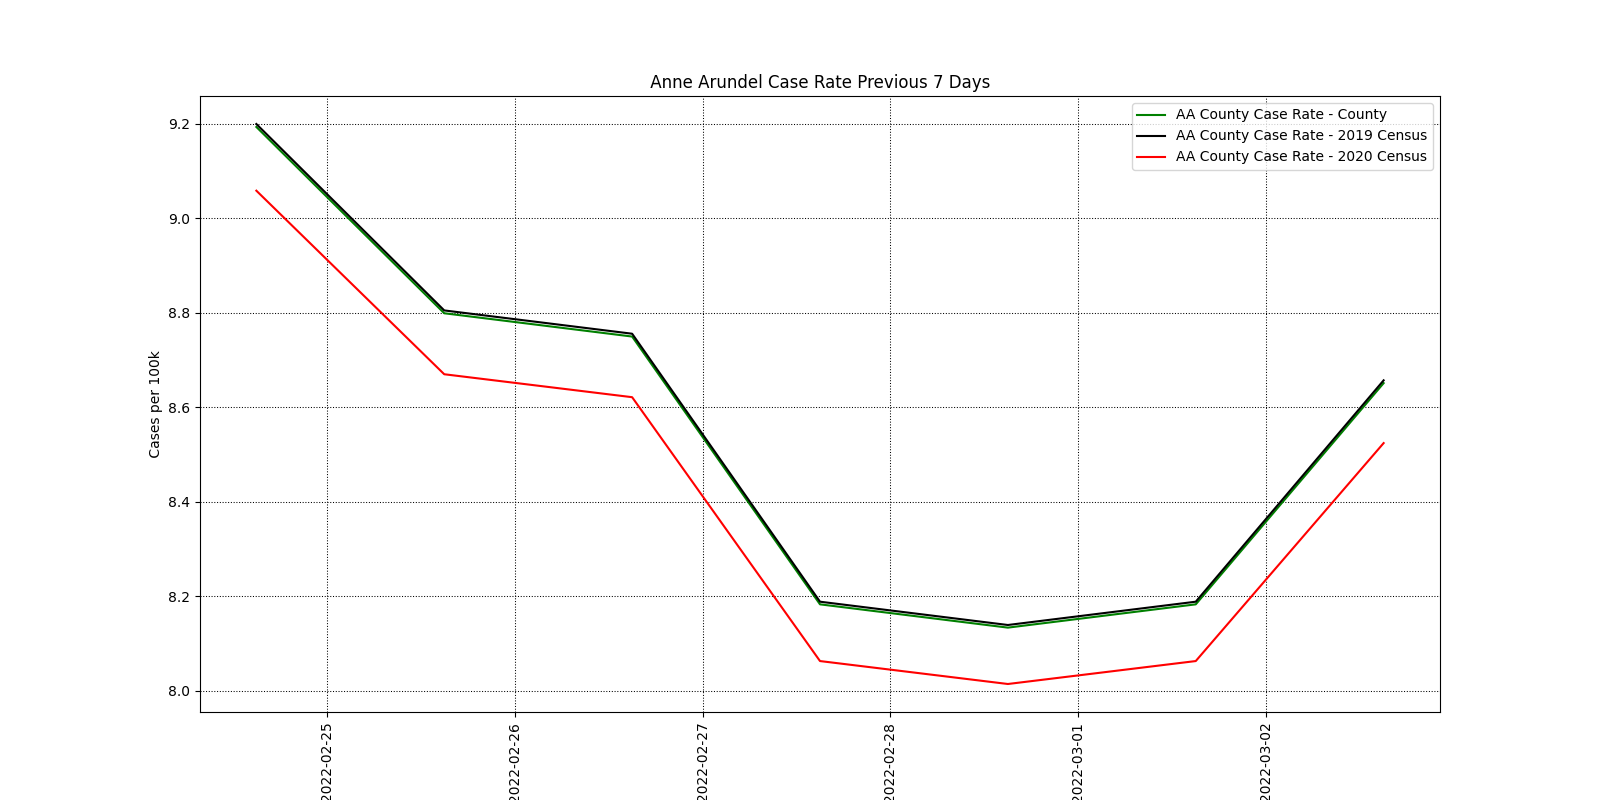 Anne Arundel Case Rate Previous 7 Days
AA County Case Rate - County
AA County Case Rate - 2019 Census
AA County Case Rate - 2020 Census
Cases per 100k
9.2
9.0
8.8
8.6
8.4
8.2
8.0
2022-02-25
2022-02-26
2022-02-27
2022-02-28
2022-03-01
2022-03-02